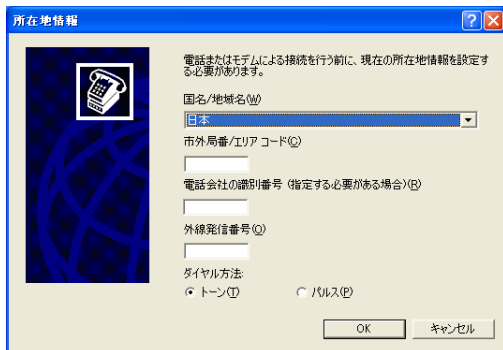 所在地情報
電話またはモデムによる接続を行う前に、現在の所在地情報を設定す
る必要があります。
国名/地域名(W)
日本
市外局番/エリア コード(C)
電話会社の識別番号 (指定する必要がある場合)(R)
外線発信番号(O)
ダイヤル方法:
トーン(T) パルス(P)
OK キャンセル